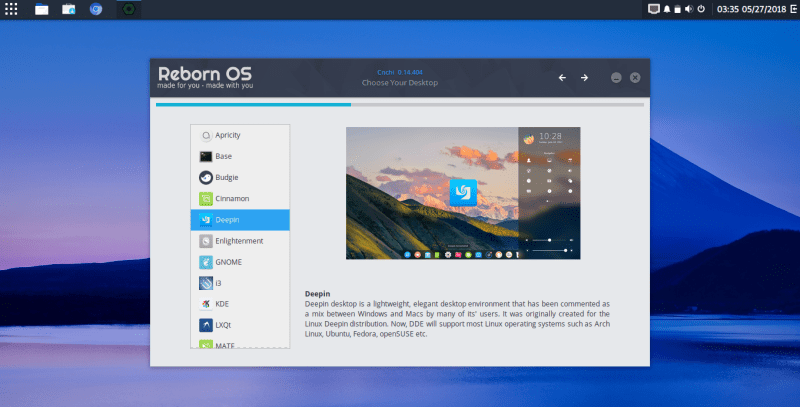 03:35 05/27/2018
Reborn OS
made for you - made with you
Cnchi 0.14.404
Choose Your Desktop
Apricity
Base
Budgie
Cinnamon
Deepin
Enlightenment
GNOME
i3
KDE
LXQt
MATE
10:28
Deepin
Deepin desktop is a lightweight, elegant desktop environment that has been commented as
a mix between Windows and Macs by many of its' users. It was originally created for the
Linux Deepin distribution. Now, DDE will support most Linux operating systems such as Arch
Linux, Ubuntu, Fedora, openSUSE etc.